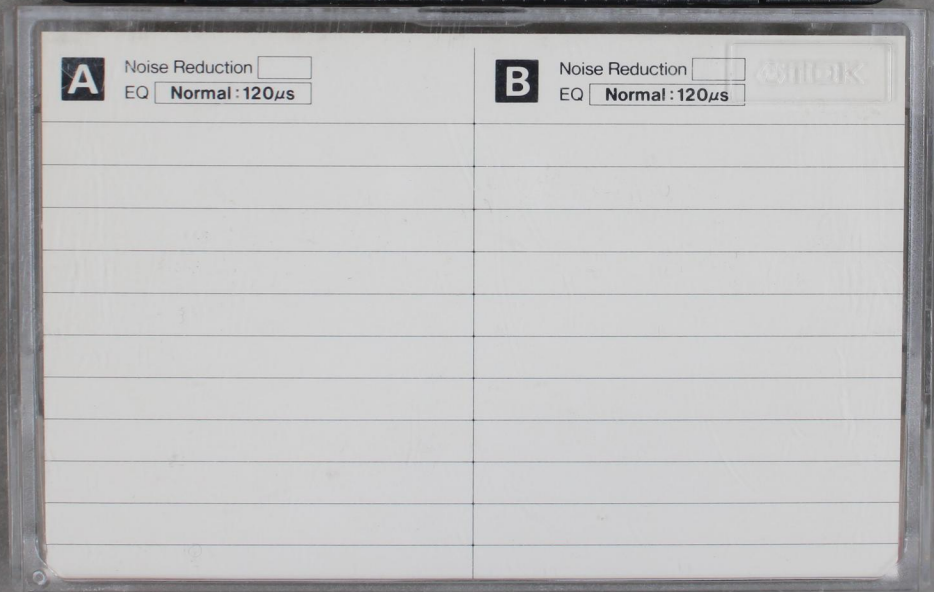 A Noise Reduction
EQ Normal : 120μs
B Noise Reduction
EQ Normal : 120μs